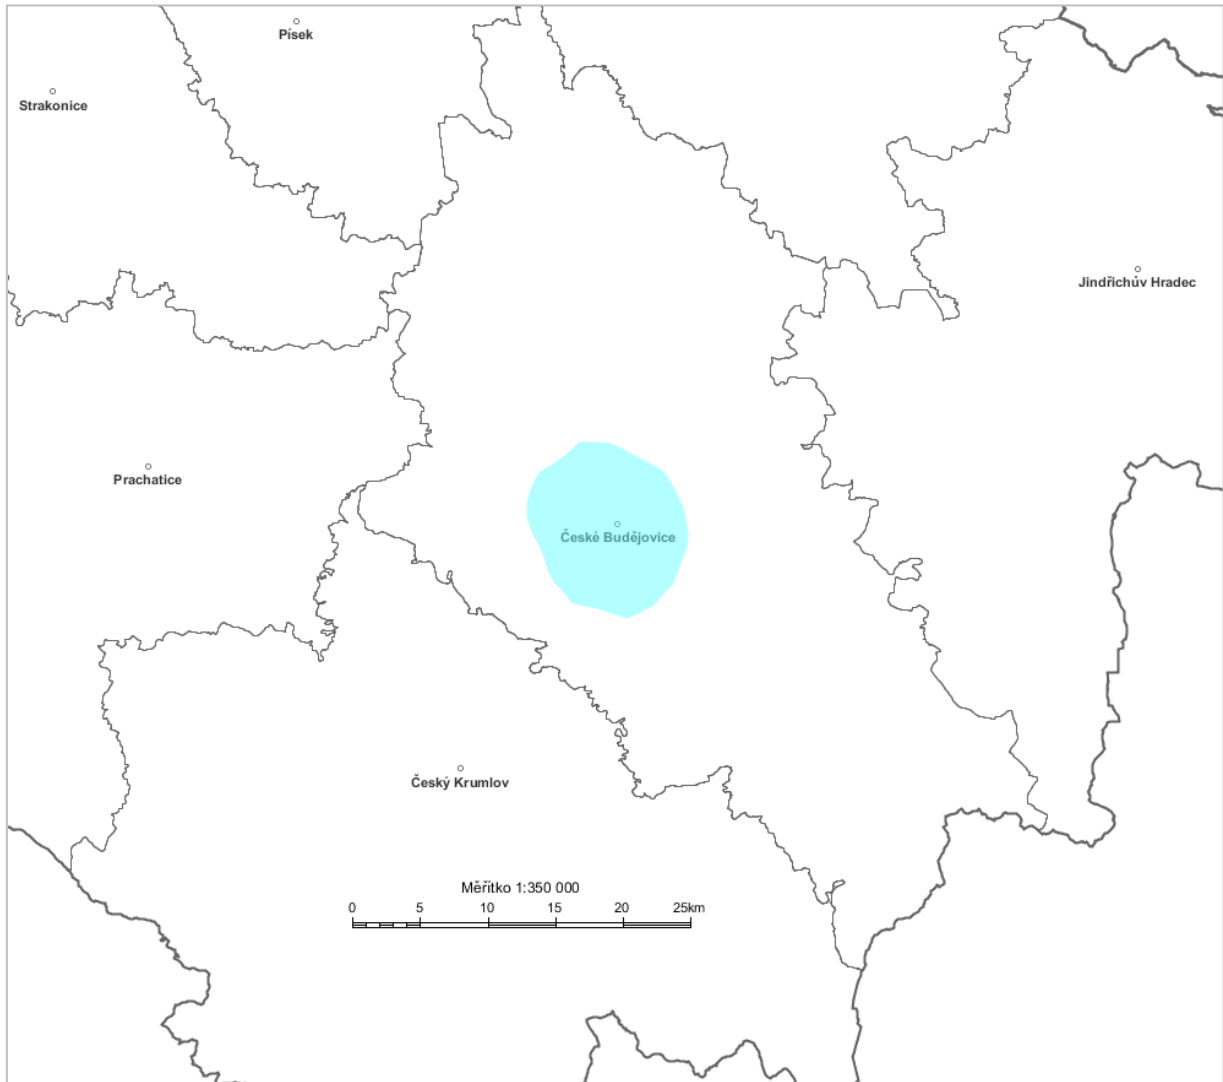 Písek
Strakonice
Jindřichův Hradec
Prachatice
České Budějovice
Český Krumlov
Měřítko 1:350 000
0 5 10 15 20 25km